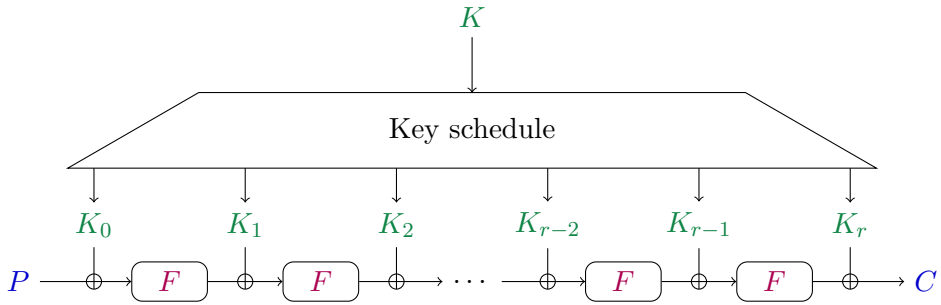 K
Key schedule
K₀ K₁ K₂ Kᵣ₋₂ Kᵣ₋₁ Kᵣ
P F F ⋯ F F C